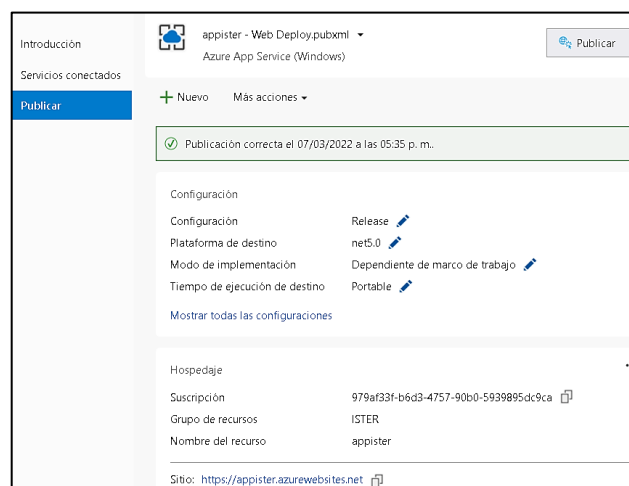 Introducción
Servicios conectados
Publicar
appister - Web Deploy.pubxml
Azure App Service (Windows)
Publicar
Nuevo Más acciones
Publicación correcta el 07/03/2022 a las 05:35 p. m..
Configuración
Configuración Release
Plataforma de destino net5.0
Modo de implementación Dependiente de marco de trabajo
Tiempo de ejecución de destino Portable
Mostrar todas las configuraciones
Hospedaje
Suscripción 979af33f-b6d3-4757-90b0-5939895dc9ca
Grupo de recursos ISTER
Nombre del recurso appister
Sitio: https://appister.azurewebsites.net